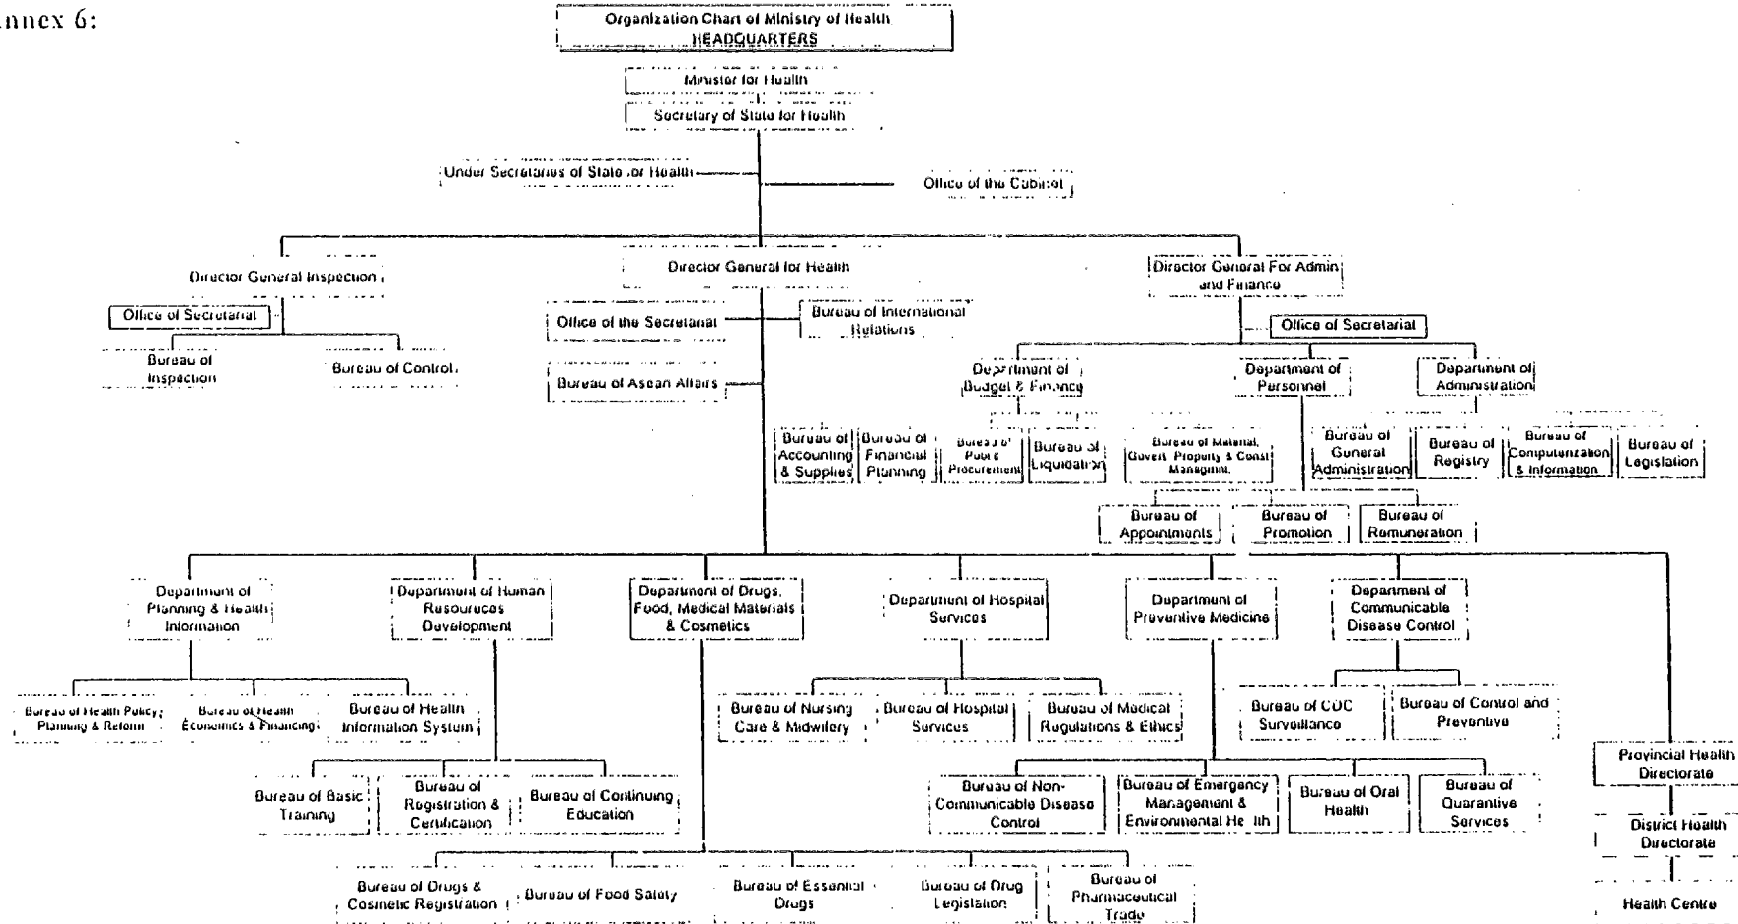 nnex 6:
Organization Chart of Ministry of Health
HEADQUARTERS
Minister for Health
Secretary of State for Health
Under Secretaries of State for Health
Office of the Cabinet
Director General Inspection
Director General for Health
Director General For Admin
and Finance
Office of Secretariat
Office of the Secretariat
Bureau of International
Relations
Office of Secretariat
Bureau of
Inspection
Bureau of Control
Bureau of Asean Affairs
Department of
Budget & Finance
Department of
Personnel
Department of
Administration
Bureau of
Accounting
& Supplies
Bureau of
Financial
Planning
Bureau of
Public
Procurement
Bureau of
Liquidation
Bureau of Material,
Govert. Property & Const
Managmnt.
Bureau of
General
Administration
Bureau of
Registry
Bureau of
Computerization
& Information
Bureau of
Legislation
Bureau of
Appointments
Bureau of
Promotion
Bureau of
Remuneration
Department of
Planning & Health
Information
Department of Human
Resoureces
Development
Department of Drugs,
Food, Medical Materials
& Cosmetics
Department of Hospital
Services
Department of
Preventive Medicine
Department of
Communicable
Disease Control
Bureau of Health Policy,
Planning & Reform
Bureau of Health
Economics & Financing
Bureau of Health
Information System
Bureau of Nursing
Care & Midwifery
Bureau of Hospital
Services
Bureau of Medical
Regulations & Ethics
Bureau of CDC
Surveillance
Bureau of Control and
Preventive
Provincial Health
Directorate
Bureau of Basic
Training
Bureau of
Registration &
Certification
Bureau of Continuing
Education
Bureau of Non-
Communicable Disease
Control
Bureau of Emergency
Management &
Environmental Health
Bureau of Oral
Health
Bureau of
Quarantive
Services
District Health
Directorate
Bureau of Drugs &
Cosmetic Registration
Bureau of Food Safety
Bureau of Essential
Drugs
Bureau of Drug
Legislation
Bureau of
Pharmaceutical
Trade
Health Centre